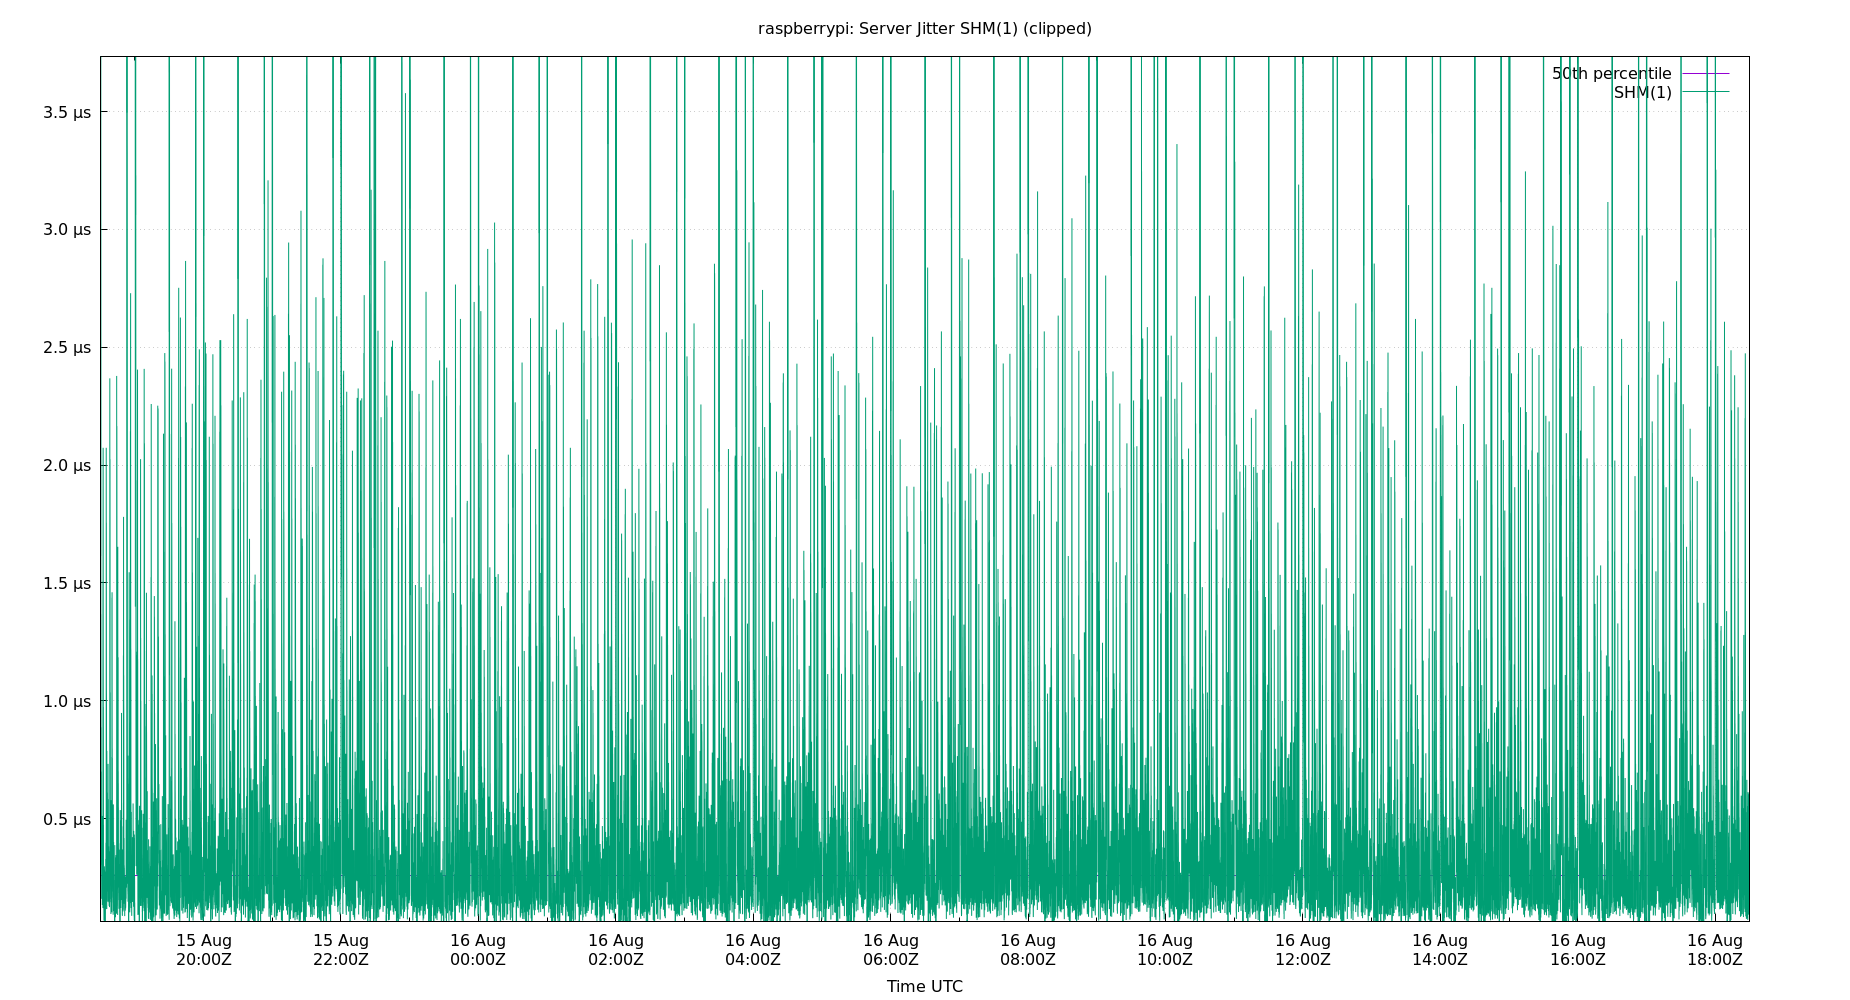 raspberrypi: Server Jitter SHM(1) (clipped)
50th percentile
SHM(1)
3.5 µs
3.0 µs
2.5 µs
2.0 µs
1.5 µs
1.0 µs
0.5 µs
15 Aug 15 Aug 16 Aug 16 Aug 16 Aug 16 Aug 16 Aug 16 Aug 16 Aug 16 Aug 16 Aug 16 Aug
20:00Z 22:00Z 00:00Z 02:00Z 04:00Z 06:00Z 08:00Z 10:00Z 12:00Z 14:00Z 16:00Z 18:00Z
Time UTC